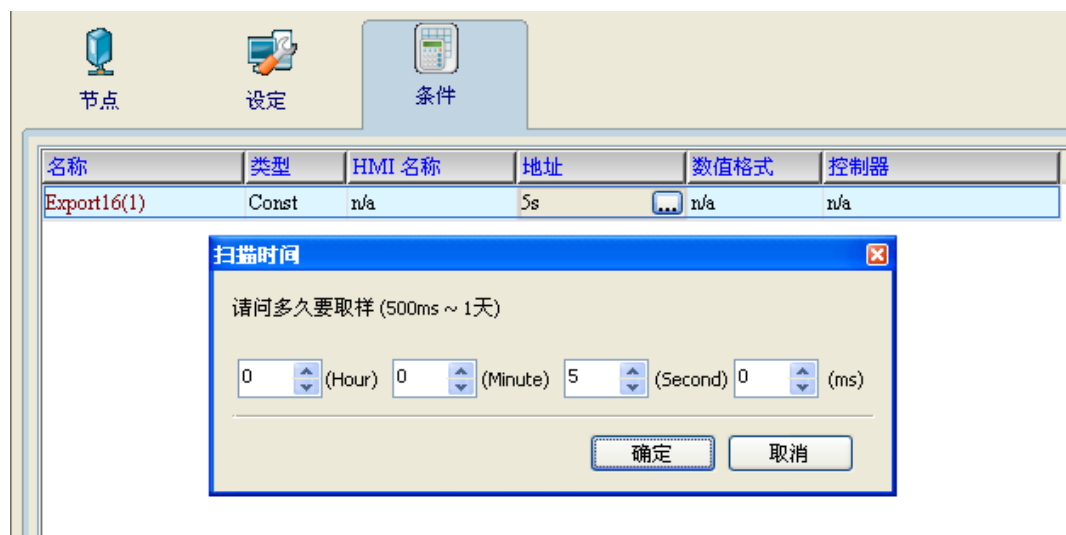 节点 设定 条件
名称 类型 HMI 名称 地址 数值格式 控制器
Export16(1) Const n/a 5s ... n/a n/a
扫描时间
请问多久要取样 (500ms ~ 1天)
0 (Hour) 0 (Minute) 5 (Second) 0 (ms)
确定 取消